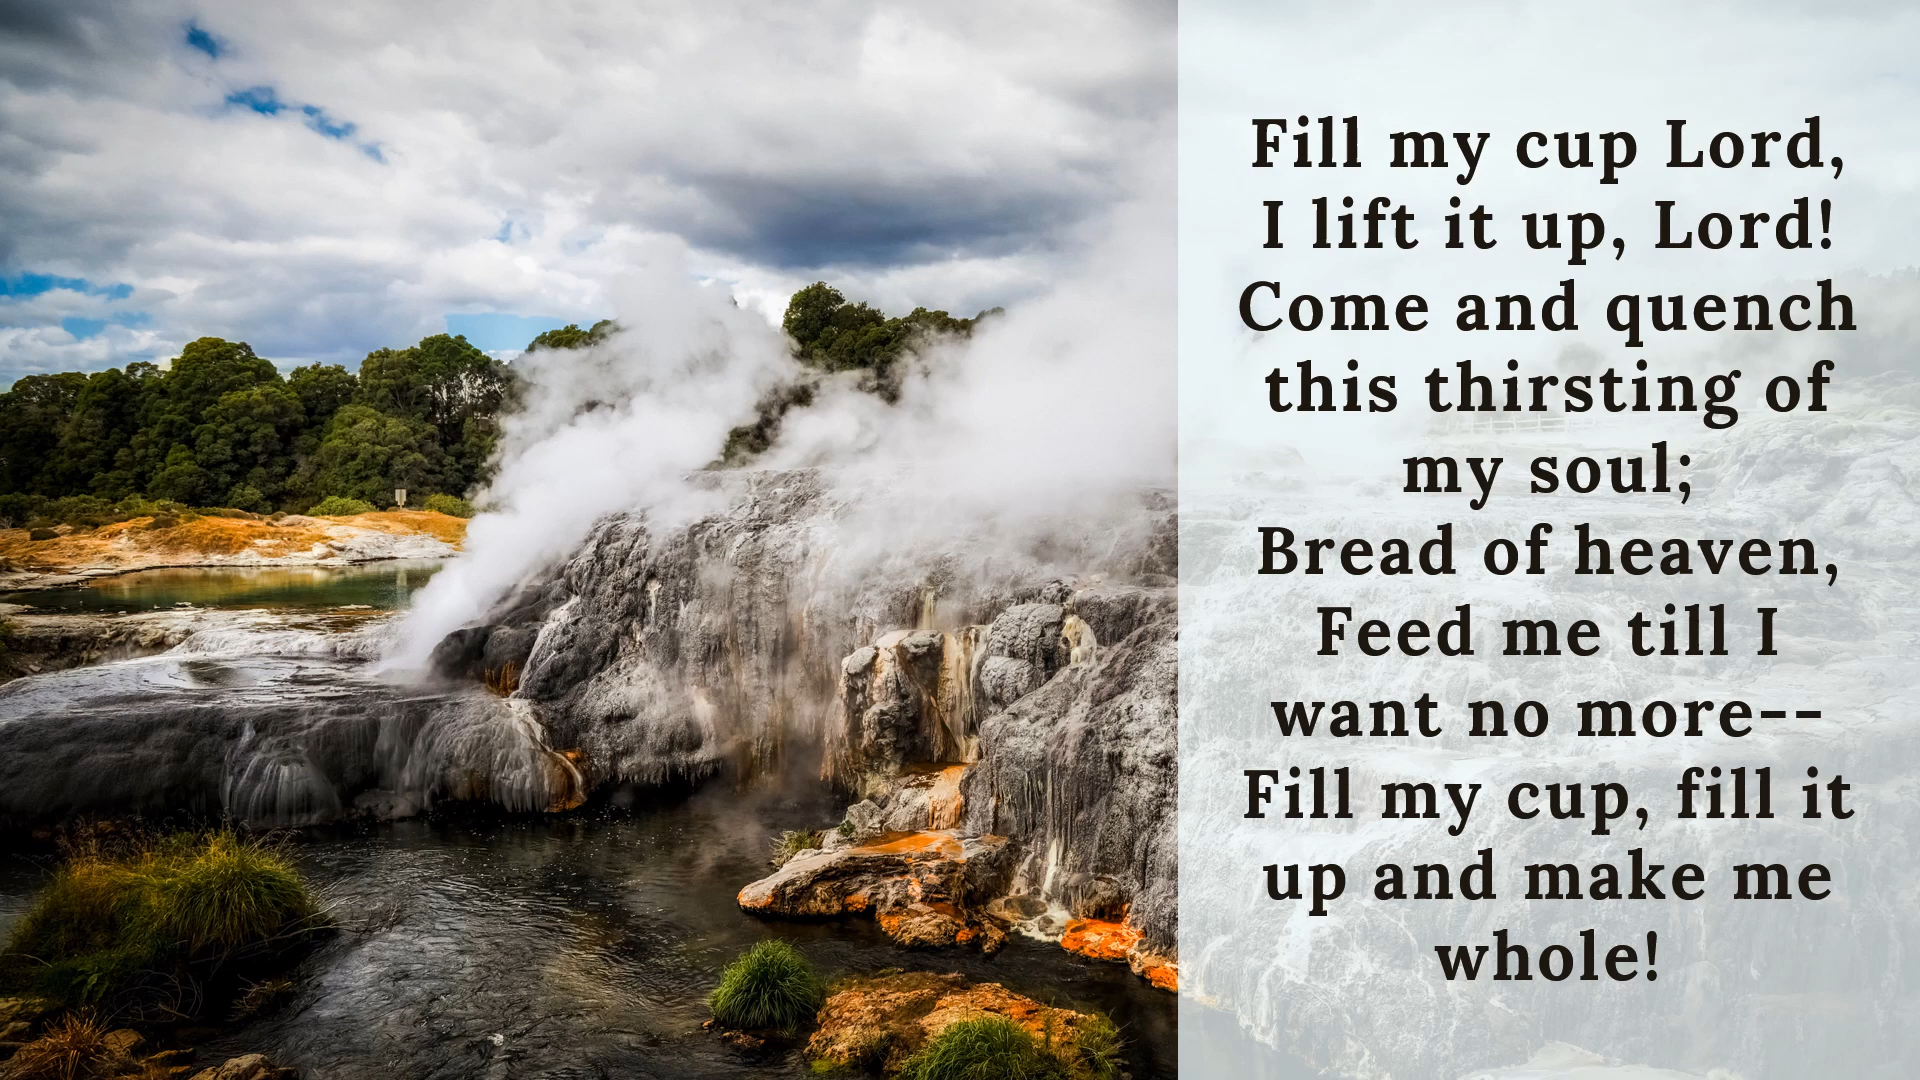 Fill my cup Lord,
I lift it up, Lord!
Come and quench
this thirsting of
my soul;
Bread of heaven,
Feed me till I
want no more--
Fill my cup, fill it
up and make me
whole!